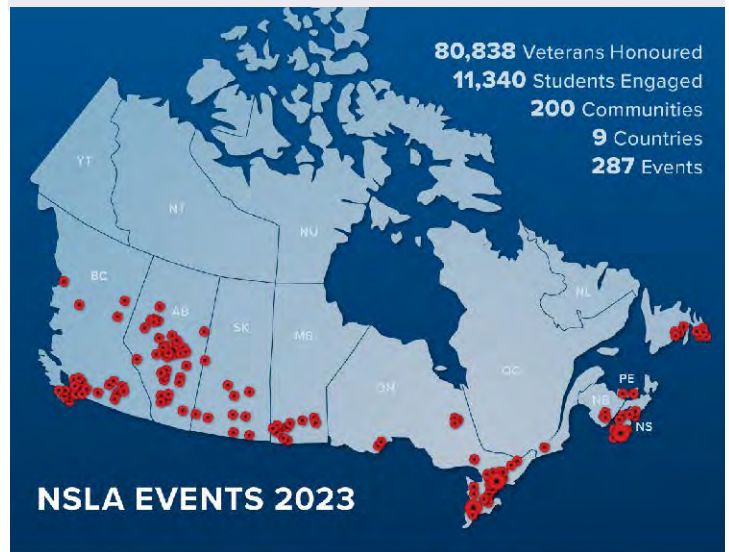 80,838 Veterans Honoured
11,340 Students Engaged
200 Communities
9 Countries
287 Events
YT
NT
NU
BC
AB
SK
MB
ON
QC
NL
PE
NB
NS
NSLA EVENTS 2023